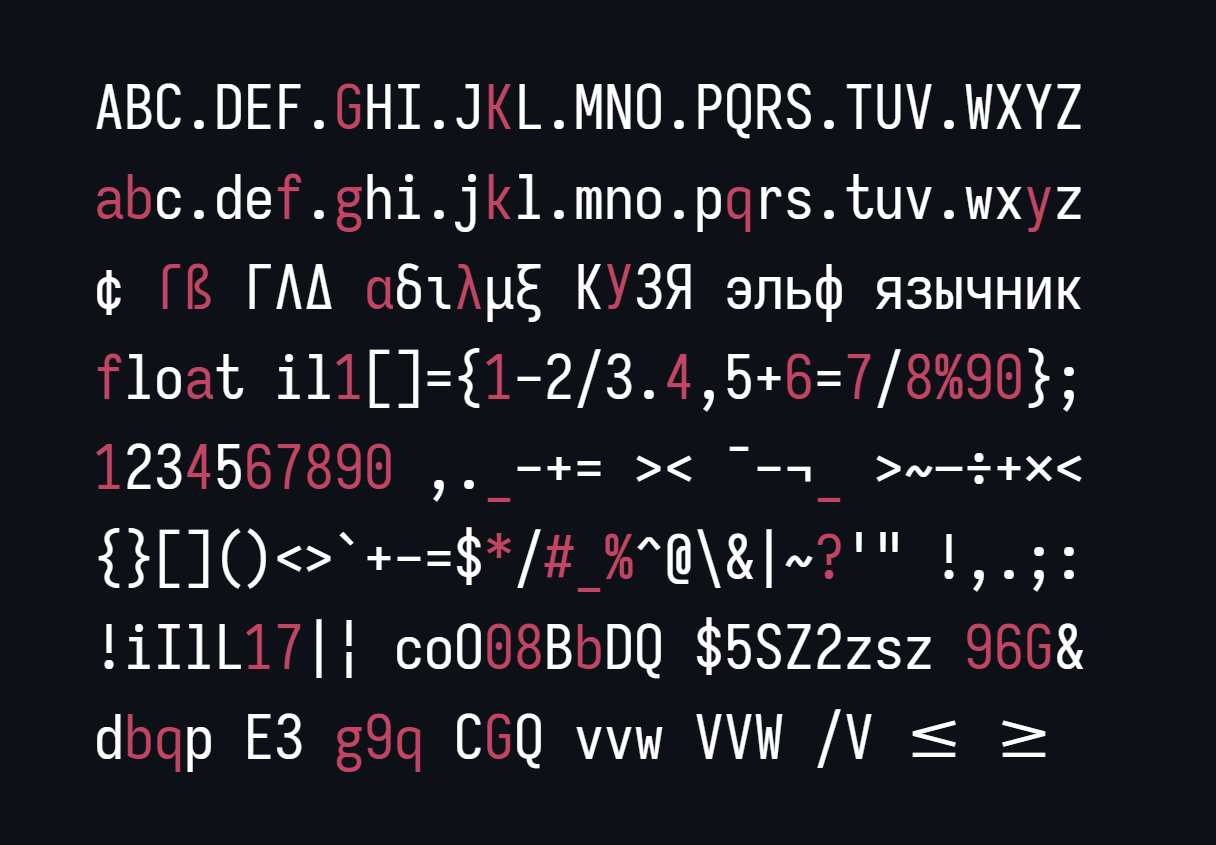 ABC.DEF.GHI.JKL.MNO.PQRS.TUV.WXYZ
abc.def.ghi.jkl.mno.pqrs.tuv.wxyz
¢ Γß ΓΛΔ αδιλμξ КУЗЯ эльф язычник
float il1[]={1-2/3.4,5+6=7/8%90};
1234567890 ,._-+= >< ¯-¬_ >~–÷+×<
{}[]()<>`+-=$*/#_%^@\&|~?'" !,.;:
!iIlL17|¦ coO08BbDQ $5SZ2zsz 96G&
dbqp E3 g9q CGQ vvw VVW /V ≤ ≥